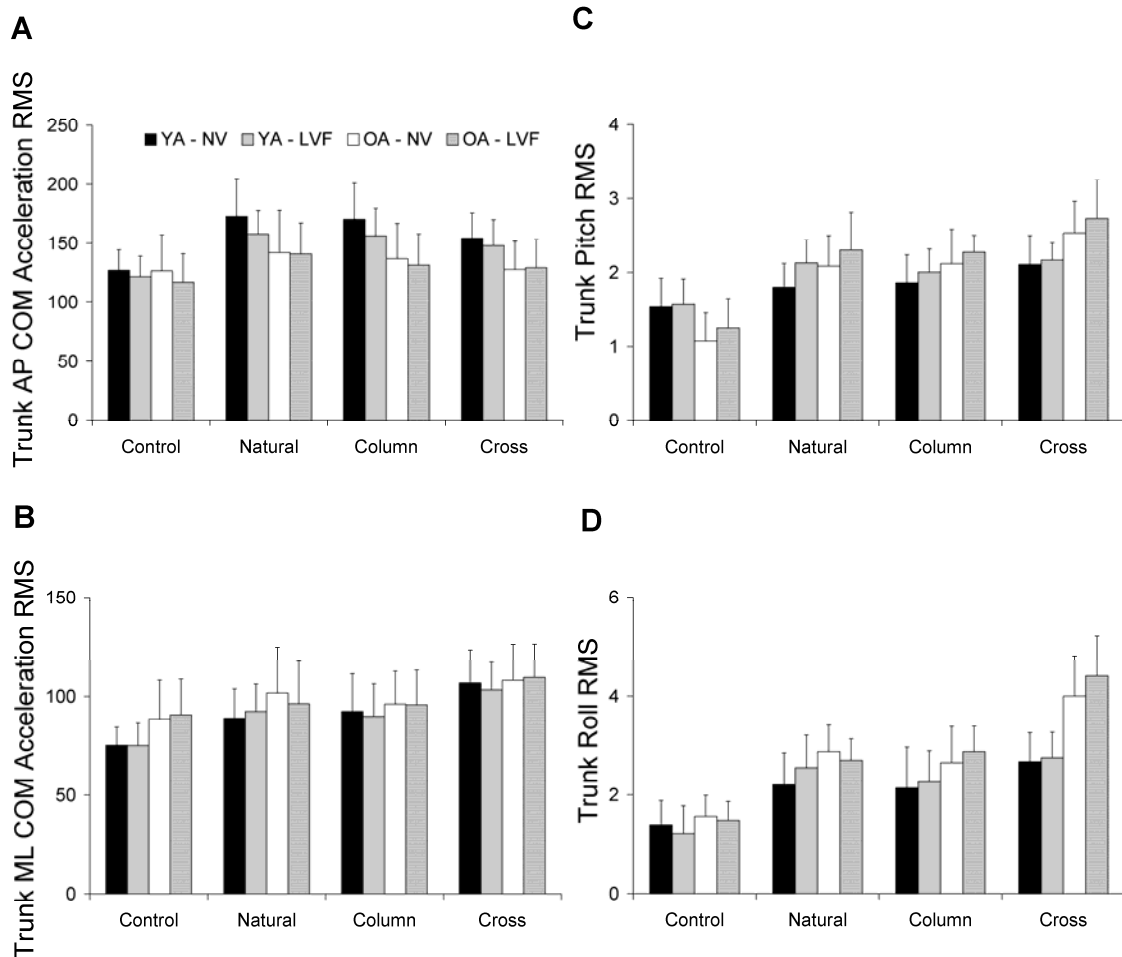 A
Trunk AP COM Acceleration RMS
250
200
150
100
50
0
YA - NV YA - LVF OA - NV OA - LVF
Control Natural Column Cross
C
Trunk Pitch RMS
4
3
2
1
0
Control Natural Column Cross
B
Trunk ML COM Acceleration RMS
150
100
50
0
Control Natural Column Cross
D
Trunk Roll RMS
6
4
2
0
Control Natural Column Cross